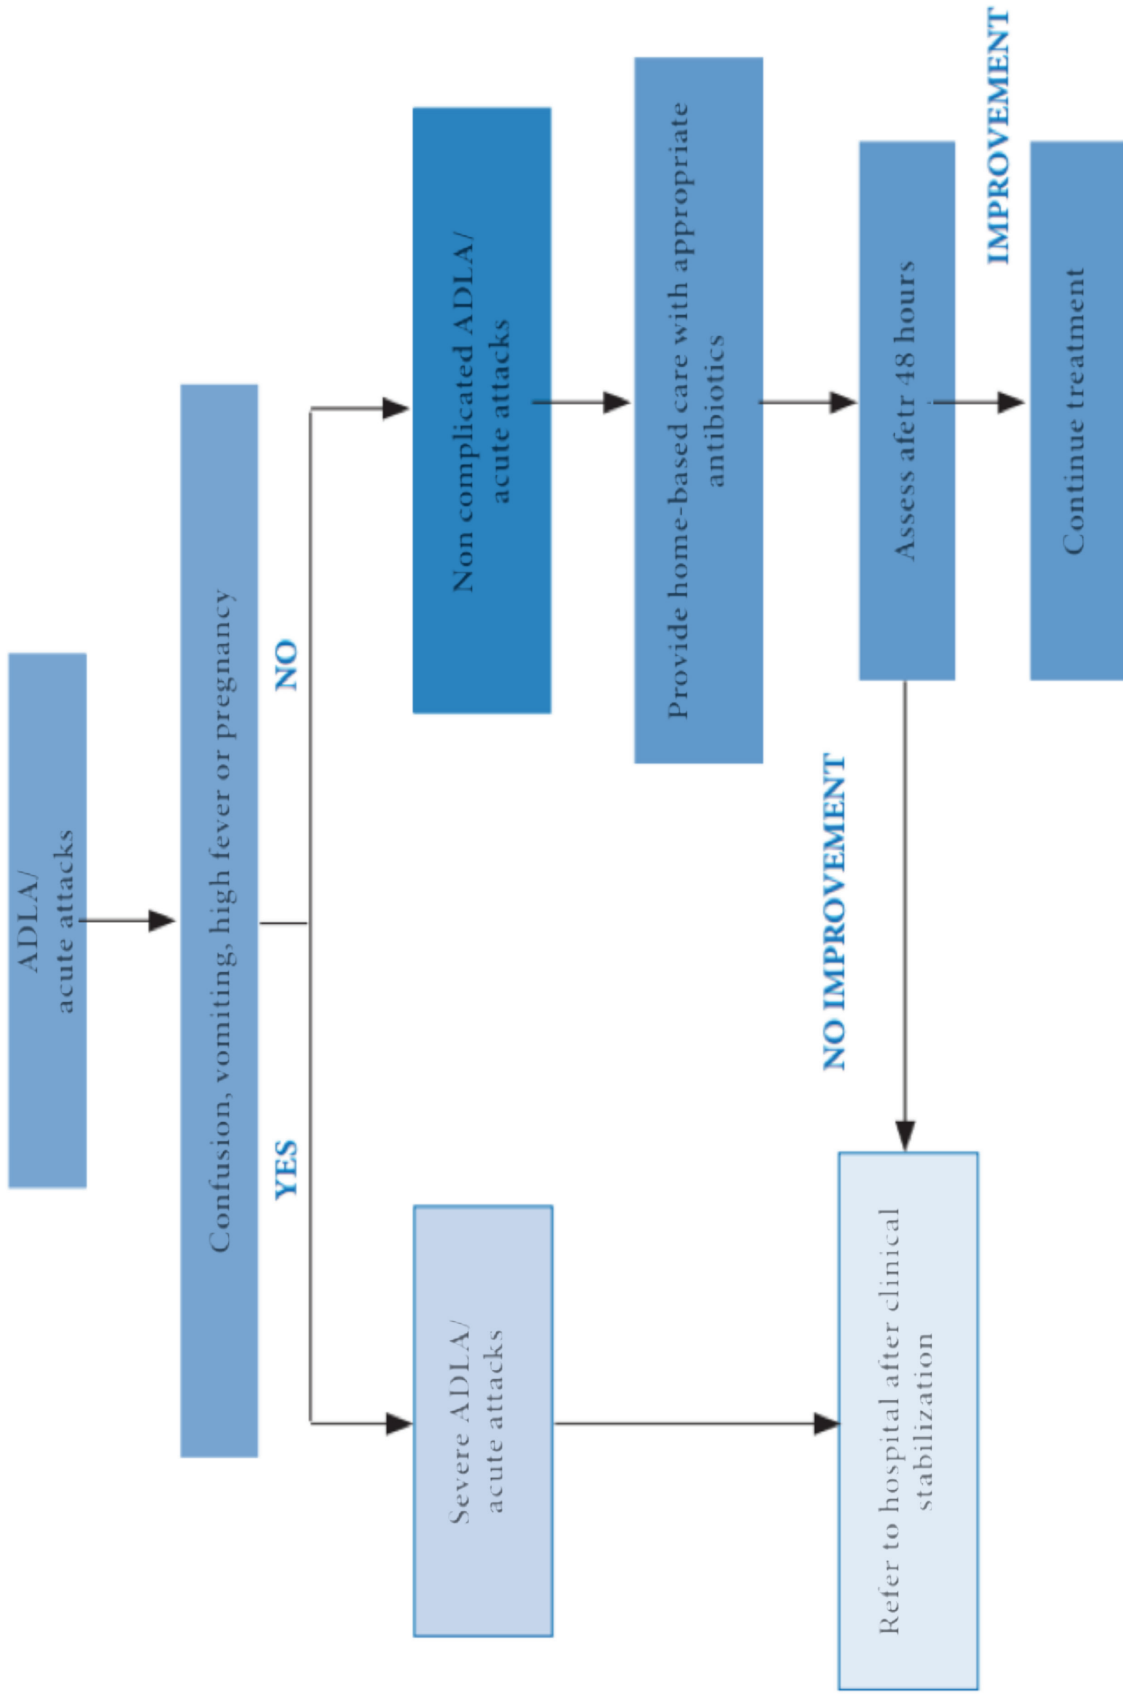 ADLA/
acute attacks
Confusion, vomiting, high fever or pregnancy
YES
NO
Severe ADLA/
acute attacks
Non complicated ADLA/
acute attacks
Provide home-based care with appropriate
antibiotics
NO IMPROVEMENT
Refer to hospital after clinical
stabilization
Assess afetr 48 hours
IMPROVEMENT
Continue treatment